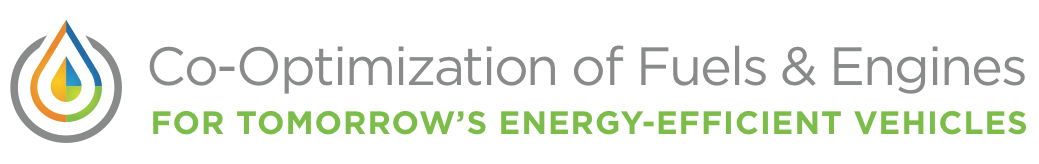 Co-Optimization of Fuels & Engines
FOR TOMORROW'S ENERGY-EFFICIENT VEHICLES